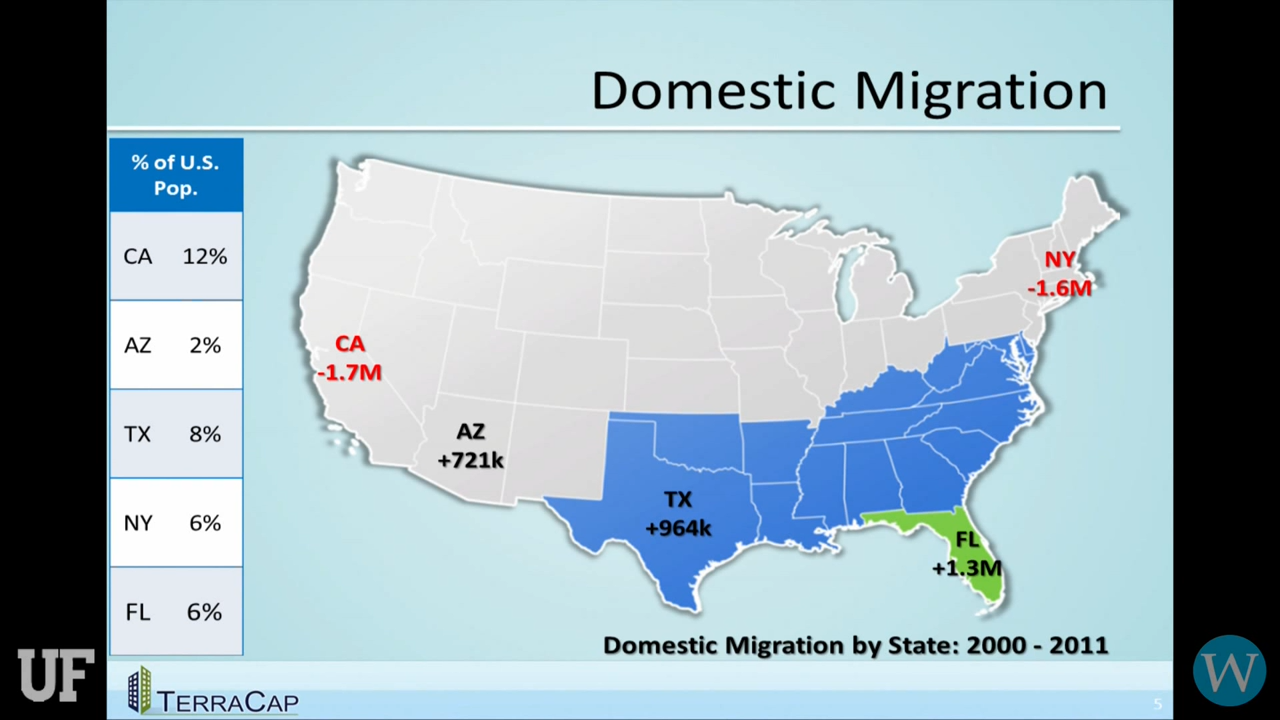 Domestic Migration
% of U.S.
Pop.
CA 12%
AZ 2%
TX 8%
NY 6%
FL 6%
NY
-1.6M
CA
-1.7M
AZ
+721k
TX
+964k
FL
+1.3M
Domestic Migration by State: 2000 - 2011
UF
TERRACAP
5
W